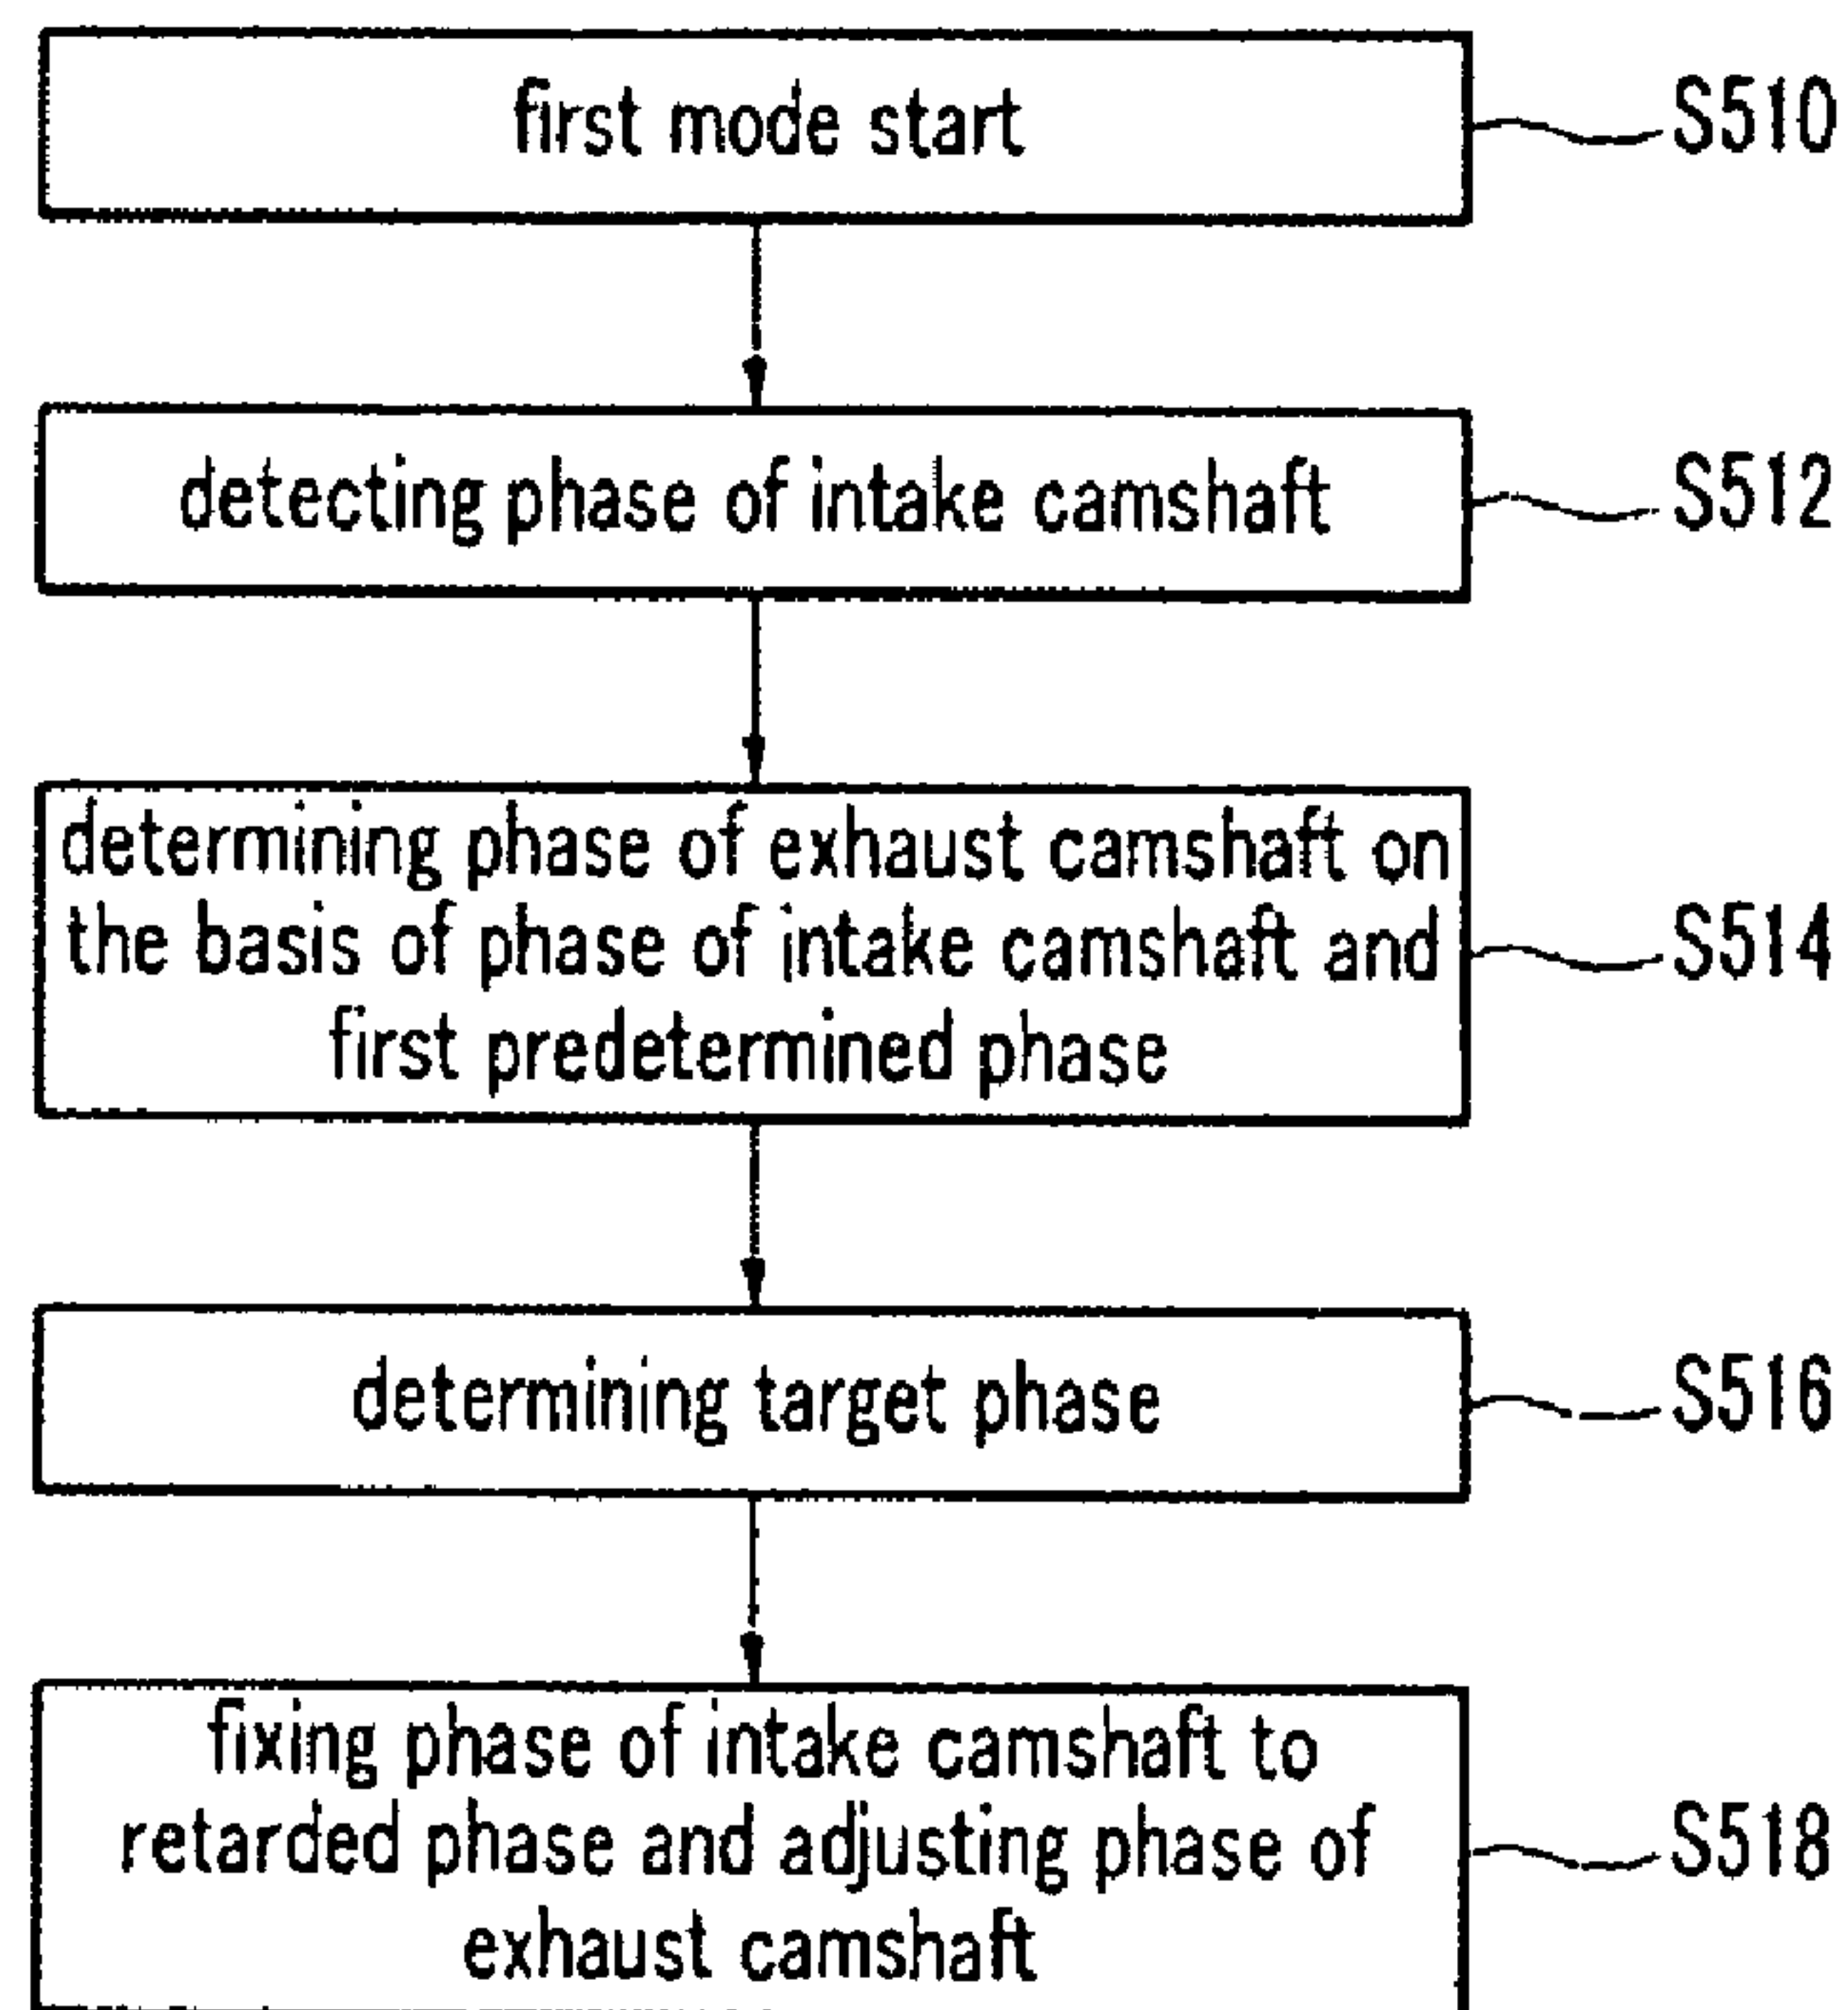 first mode start
S510
detecting phase of intake camshaft
S512
determining phase of exhaust camshaft on
the basis of phase of intake camshaft and
first predetermined phase
S514
determining target phase
S516
fixing phase of intake camshaft to
retarded phase and adjusting phase of
exhaust camshaft
S518